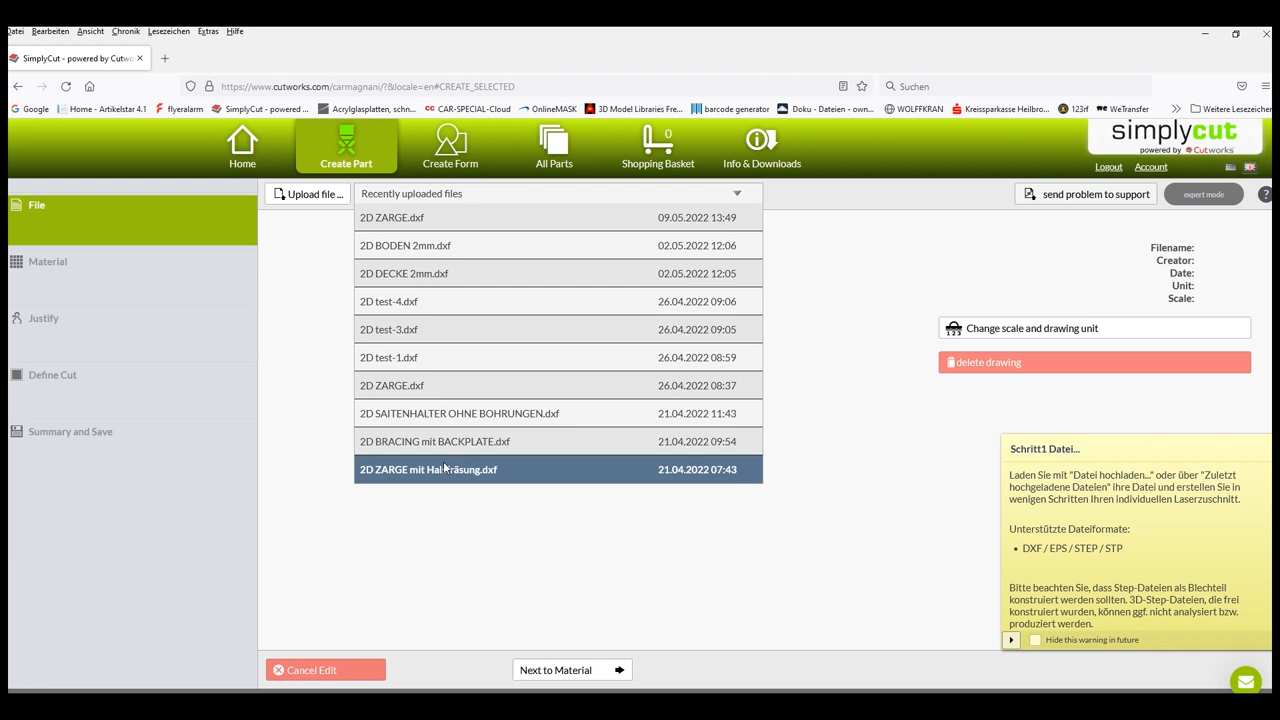 Datei Bearbeiten Ansicht Chronik Lesezeichen Extras Hilfe
SimplyCut - powered by Cutwo
https://www.cutworks.com/carmagnani/?&locale=en#CREATE_SELECTED
Suchen
Google Home - Artikelstar 4.1 flyeralarm SimplyCut - powered ... Acrylglasplatten, schn... CAR-SPECIAL-Cloud OnlineMASK 3D Model Libraries Fre... barcode generator Doku - Dateien - own... WOLFFKRAN Kreissparkasse Heilbro... 123rf WeTransfer Weitere Lesezeichen
Home
Create Part
Create Form
All Parts
0
Shopping Basket
Info & Downloads
simplycut
powered by Cutworks
Logout Account
File
Material
Justify
Define Cut
Summary and Save
Upload file ...
Recently uploaded files
send problem to support
expert mode
?
2D ZARGE.dxf 09.05.2022 13:49
2D BODEN 2mm.dxf 02.05.2022 12:06
2D DECKE 2mm.dxf 02.05.2022 12:05
2D test-4.dxf 26.04.2022 09:06
2D test-3.dxf 26.04.2022 09:05
2D test-1.dxf 26.04.2022 08:59
2D ZARGE.dxf 26.04.2022 08:37
2D SAITENHALTER OHNE BOHRUNGEN.dxf 21.04.2022 11:43
2D BRACING mit BACKPLATE.dxf 21.04.2022 09:54
2D ZARGE mit 21.04.2022 07:43
Filename:
Creator:
Date:
Unit:
Scale:
123
Change scale and drawing unit
delete drawing
Schritt1 Datei...
Laden Sie mit "Datei hochladen..." oder über "Zuletzt
hochgeladene Dateien" ihre Datei und erstellen Sie in
wenigen Schritten Ihren individuellen Laserzuschnitt.
Unterstützte Dateiformate:
• DXF / EPS / STEP / STP
Bitte beachten Sie, dass Step-Dateien als Blechteil
konstruiert werden sollten. 3D-Step-Dateien, die frei
konstruiert wurden, können ggf. nicht analysiert bzw.
produziert werden.
Hide this warning in future
Cancel Edit
Next to Material